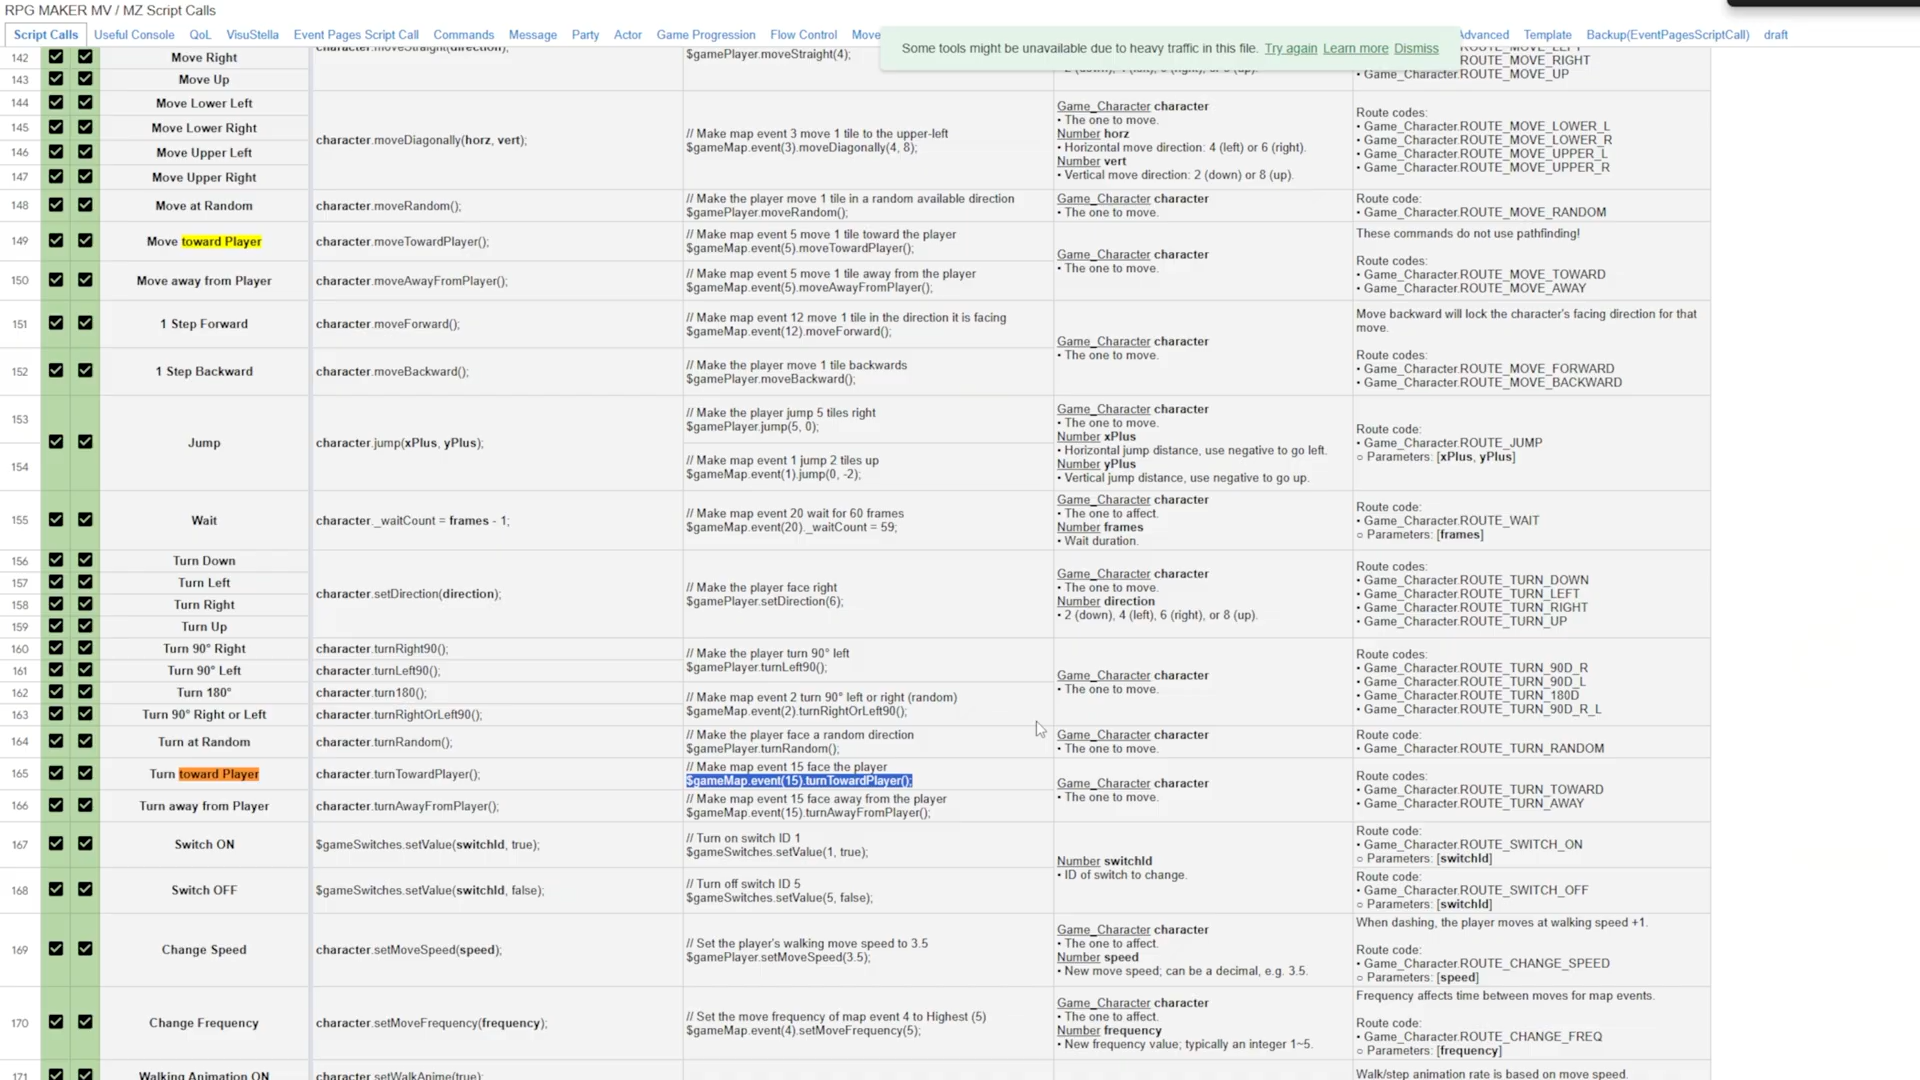 RPG MAKER MV / MZ Script Calls
Script Calls Useful Console QoL VisuStella Event Pages Script Call Commands Message Party Actor Game Progression Flow Control Move Advanced Template Backup(EventPagesScriptCall) draft
Some tools might be unavailable due to heavy traffic in this file. Try again Learn more Dismiss
142 Move Right
character.moveStraight(direction);
$gamePlayer.moveStraight(4);
ROUTE_MOVE_RIGHT
143 Move Up
• Game_Character.ROUTE_MOVE_UP
144 Move Lower Left
145 Move Lower Right
146 Move Upper Left
147 Move Upper Right
character.moveDiagonally(horz, vert);
// Make map event 3 move 1 tile to the upper-left
$gameMap.event(3).moveDiagonally(4, 8);
Game_Character character
• The one to move.
Number horz
• Horizontal move direction: 4 (left) or 6 (right).
Number vert
• Vertical move direction: 2 (down) or 8 (up).
Route codes:
• Game_Character.ROUTE_MOVE_LOWER_L
• Game_Character.ROUTE_MOVE_LOWER_R
• Game_Character.ROUTE_MOVE_UPPER_L
• Game_Character.ROUTE_MOVE_UPPER_R
148 Move at Random
character.moveRandom();
// Make the player move 1 tile in a random available direction
$gamePlayer.moveRandom();
Game_Character character
• The one to move.
Route code:
• Game_Character.ROUTE_MOVE_RANDOM
149 Move toward Player
character.moveTowardPlayer();
// Make map event 5 move 1 tile toward the player
$gameMap.event(5).moveTowardPlayer();
150 Move away from Player
character.moveAwayFromPlayer();
// Make map event 5 move 1 tile away from the player
$gameMap.event(5).moveAwayFromPlayer();
Game_Character character
• The one to move.
These commands do not use pathfinding!
Route codes:
• Game_Character.ROUTE_MOVE_TOWARD
• Game_Character.ROUTE_MOVE_AWAY
151 1 Step Forward
character.moveForward();
// Make map event 12 move 1 tile in the direction it is facing
$gameMap.event(12).moveForward();
152 1 Step Backward
character.moveBackward();
// Make the player move 1 tile backwards
$gamePlayer.moveBackward();
Game_Character character
• The one to move.
Move backward will lock the character's facing direction for that
move.
Route codes:
• Game_Character.ROUTE_MOVE_FORWARD
• Game_Character.ROUTE_MOVE_BACKWARD
153
154
Jump
character.jump(xPlus, yPlus);
// Make the player jump 5 tiles right
$gamePlayer.jump(5, 0);
// Make map event 1 jump 2 tiles up
$gameMap.event(1).jump(0, -2);
Game_Character character
• The one to move.
Number xPlus
• Horizontal jump distance, use negative to go left.
Number yPlus
• Vertical jump distance, use negative to go up.
Route code:
• Game_Character.ROUTE_JUMP
○ Parameters: [xPlus, yPlus]
155 Wait
character._waitCount = frames - 1;
// Make map event 20 wait for 60 frames
$gameMap.event(20)._waitCount = 59;
Game_Character character
• The one to affect.
Number frames
• Wait duration.
Route code:
• Game_Character.ROUTE_WAIT
○ Parameters: [frames]
156 Turn Down
157 Turn Left
158 Turn Right
159 Turn Up
character.setDirection(direction);
// Make the player face right
$gamePlayer.setDirection(6);
Game_Character character
• The one to move.
Number direction
• 2 (down), 4 (left), 6 (right), or 8 (up).
Route codes:
• Game_Character.ROUTE_TURN_DOWN
• Game_Character.ROUTE_TURN_LEFT
• Game_Character.ROUTE_TURN_RIGHT
• Game_Character.ROUTE_TURN_UP
160 Turn 90° Right character.turnRight90();
161 Turn 90° Left character.turnLeft90();
162 Turn 180° character.turn180();
163 Turn 90° Right or Left character.turnRightOrLeft90();
// Make the player turn 90° left
$gamePlayer.turnLeft90();
// Make map event 2 turn 90° left or right (random)
$gameMap.event(2).turnRightOrLeft90();
Game_Character character
• The one to move.
Route codes:
• Game_Character.ROUTE_TURN_90D_R
• Game_Character.ROUTE_TURN_90D_L
• Game_Character.ROUTE_TURN_180D
• Game_Character.ROUTE_TURN_90D_R_L
164 Turn at Random
character.turnRandom();
// Make the player face a random direction
$gamePlayer.turnRandom();
Game_Character character
• The one to move.
Route code:
• Game_Character.ROUTE_TURN_RANDOM
165 Turn toward Player
character.turnTowardPlayer();
// Make map event 15 face the player
$gameMap.event(15).turnTowardPlayer();
166 Turn away from Player
character.turnAwayFromPlayer();
// Make map event 15 face away from the player
$gameMap.event(15).turnAwayFromPlayer();
Game_Character character
• The one to move.
Route codes:
• Game_Character.ROUTE_TURN_TOWARD
• Game_Character.ROUTE_TURN_AWAY
167 Switch ON
$gameSwitches.setValue(switchId, true);
// Turn on switch ID 1
$gameSwitches.setValue(1, true);
168 Switch OFF
$gameSwitches.setValue(switchId, false);
// Turn off switch ID 5
$gameSwitches.setValue(5, false);
Number switchId
• ID of switch to change.
Route code:
• Game_Character.ROUTE_SWITCH_ON
○ Parameters: [switchId]
Route code:
• Game_Character.ROUTE_SWITCH_OFF
○ Parameters: [switchId]
169 Change Speed
character.setMoveSpeed(speed);
// Set the player's walking move speed to 3.5
$gamePlayer.setMoveSpeed(3.5);
Game_Character character
• The one to affect.
Number speed
• New move speed; can be a decimal, e.g. 3.5.
When dashing, the player moves at walking speed +1.
Route code:
• Game_Character.ROUTE_CHANGE_SPEED
○ Parameters: [speed]
170 Change Frequency
character.setMoveFrequency(frequency);
// Set the move frequency of map event 4 to Highest (5)
$gameMap.event(4).setMoveFrequency(5);
Game_Character character
• The one to affect.
Number frequency
• New frequency value; typically an integer 1~5.
Frequency affects time between moves for map events.
Route code:
• Game_Character.ROUTE_CHANGE_FREQ
○ Parameters: [frequency]
171 Walking Animation ON
character.setWalkAnime(true);
Walk/step animation rate is based on move speed.